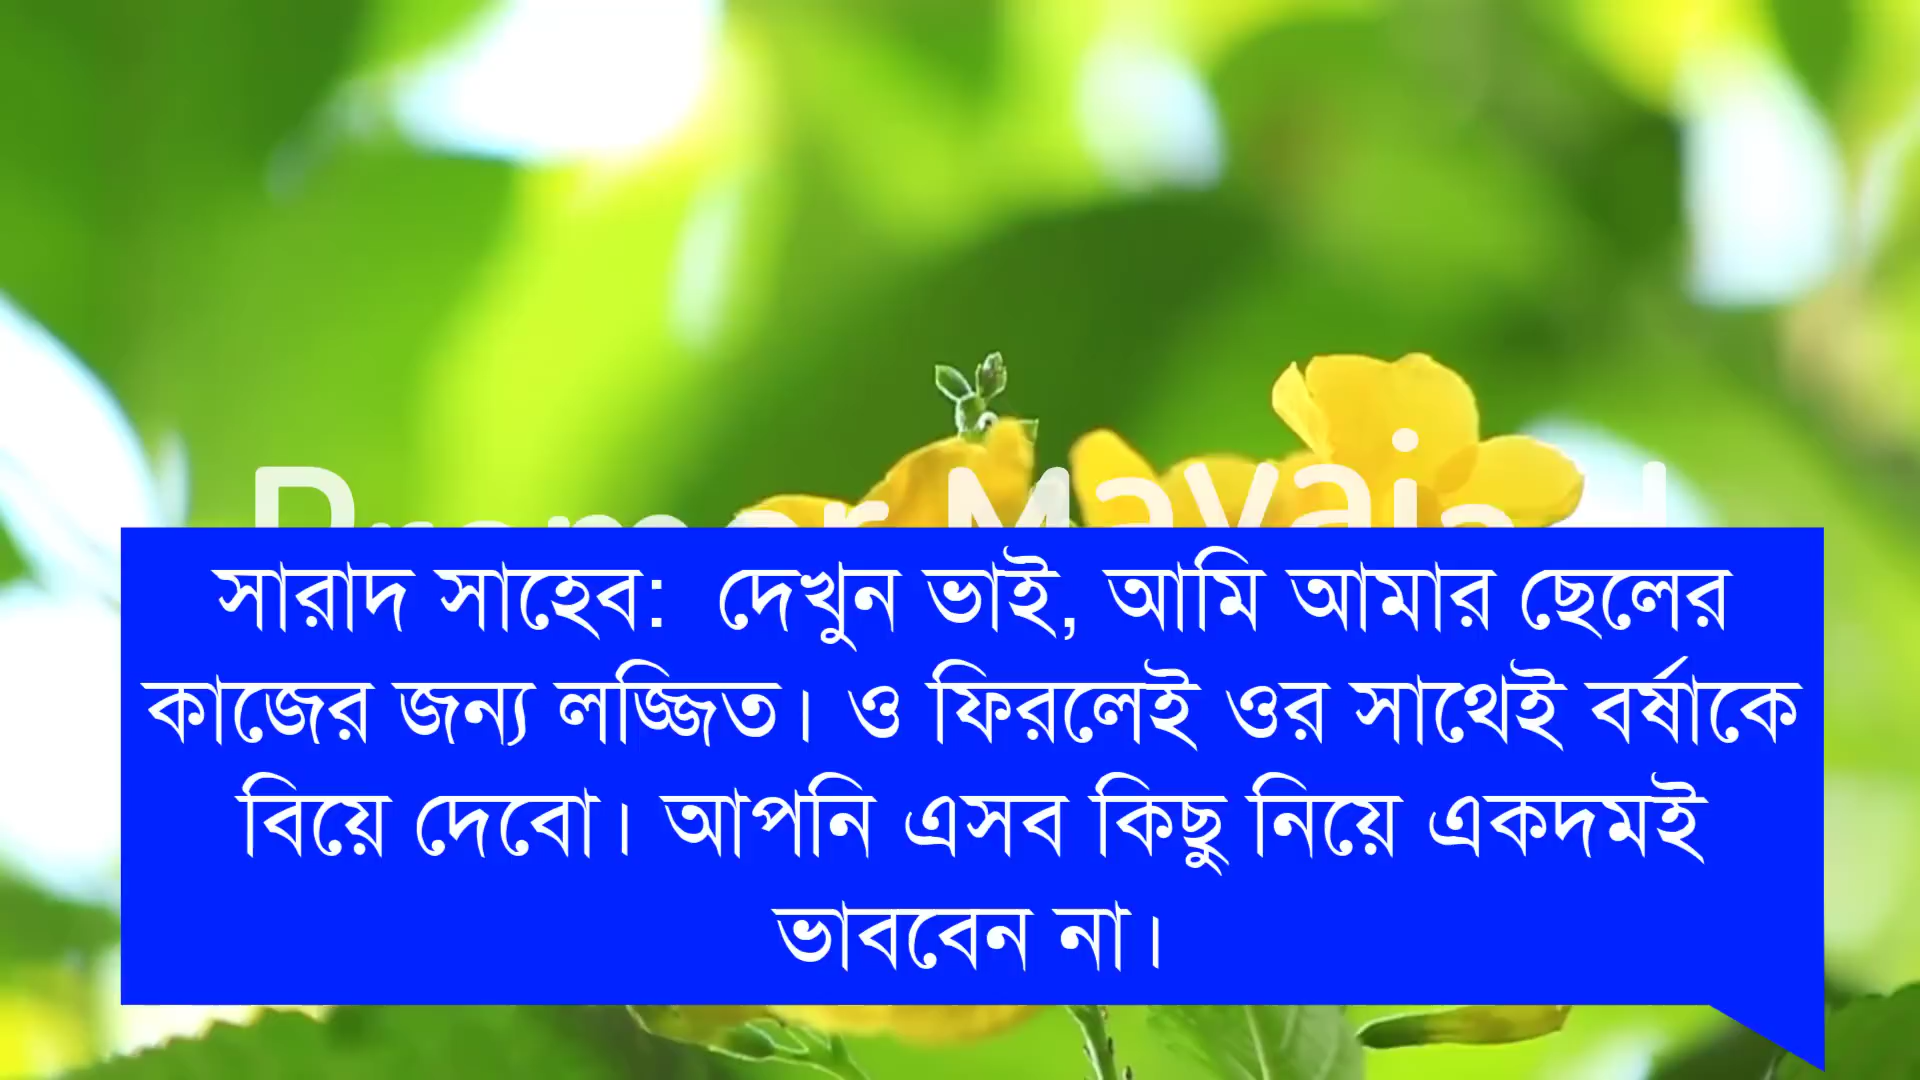 সারাদ সাহেব: দেখুন ভাই, আমি আমার ছেলের
কাজের জন্য লজ্জিত। ও ফিরলেই ওর সাথেই বর্ষাকে
বিয়ে দেবো। আপনি এসব কিছু নিয়ে একদমই
ভাববেন না।